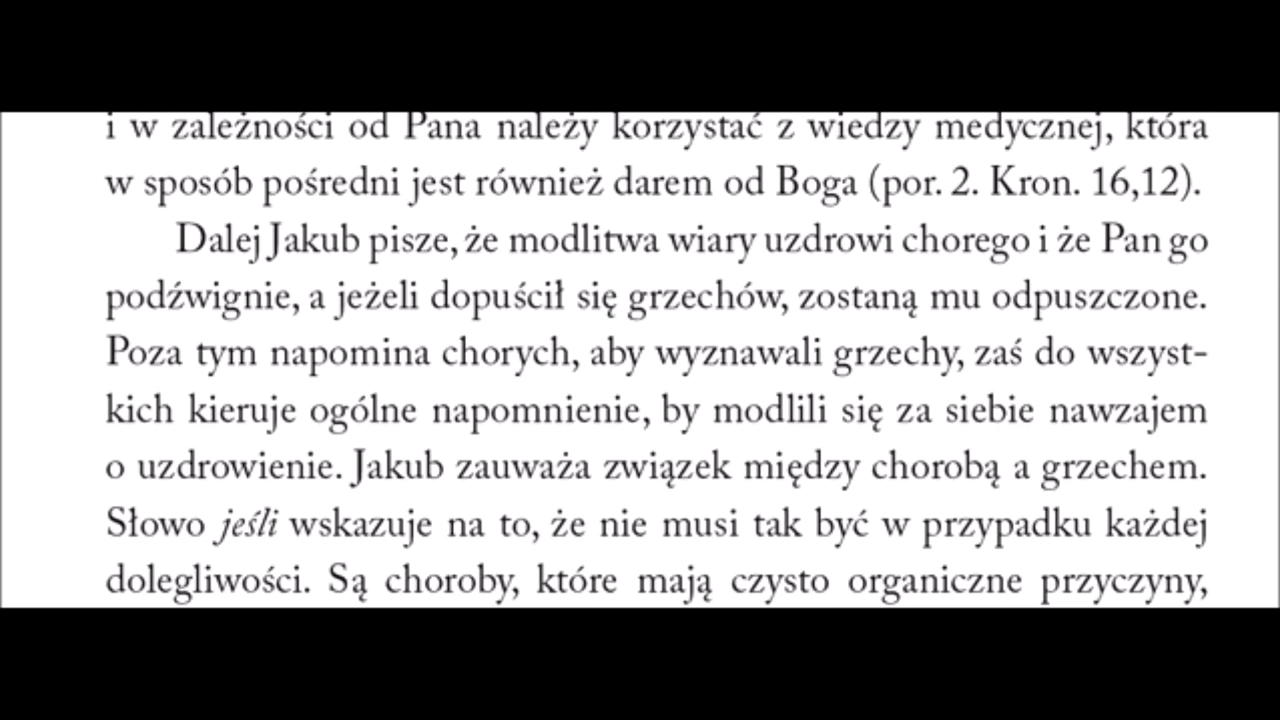 i w zależności od Pana należy korzystać z wiedzy medycznej, która
w sposób pośredni jest również darem od Boga (por. 2. Kron. 16,12).
Dalej Jakub pisze, że modlitwa wiary uzdrowi chorego i że Pan go
podźwignie, a jeżeli dopuścił się grzechów, zostaną mu odpuszczone.
Poza tym napomina chorych, aby wyznawali grzechy, zaś do wszyst-
kich kieruje ogólne napomnienie, by modlili się za siebie nawzajem
o uzdrowienie. Jakub zauważa związek między chorobą a grzechem.
Słowo jeśli wskazuje na to, że nie musi tak być w przypadku każdej
dolegliwości. Są choroby, które mają czysto organiczne przyczyny,